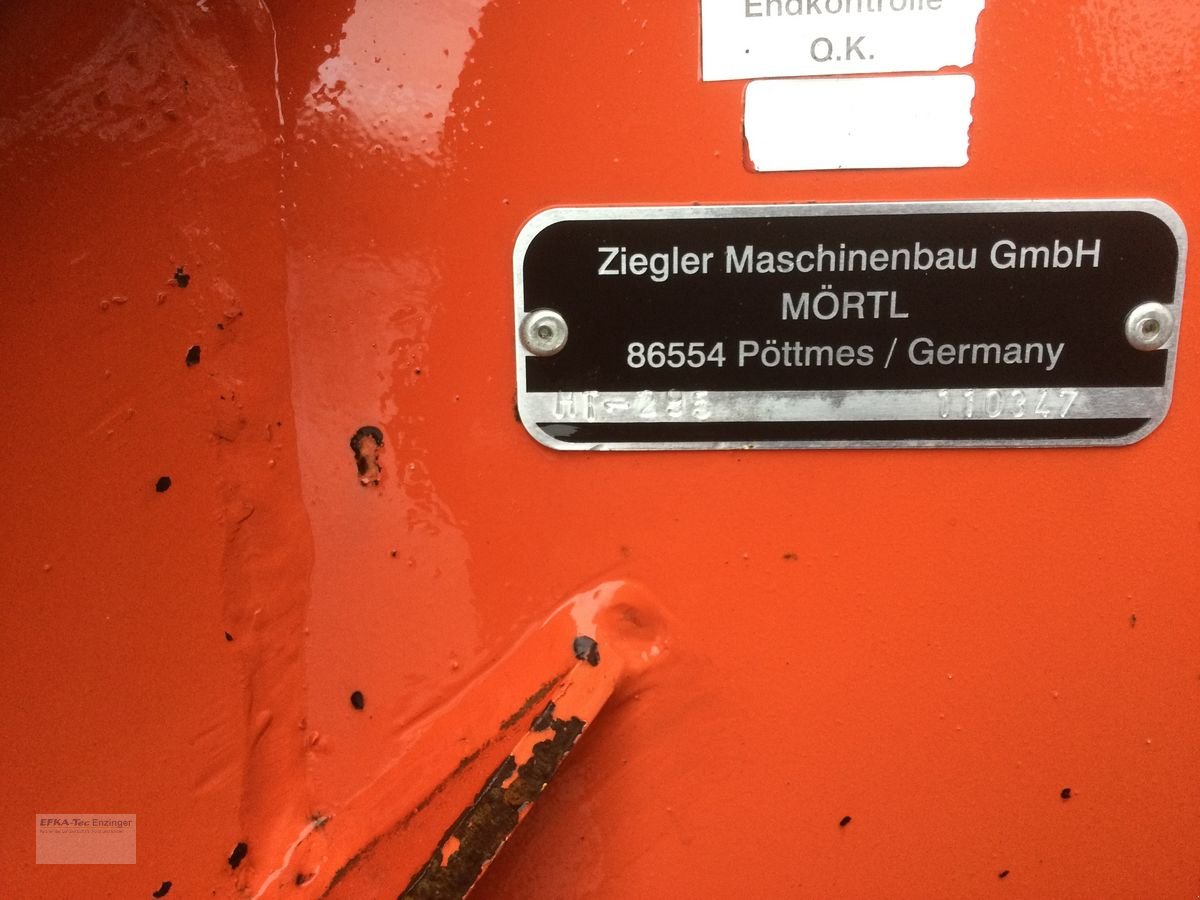 Endkontrolle
O.K.
Ziegler Maschinenbau GmbH
MÖRTL
86554 Pöttmes / Germany
110347
EFKA-Tec Enzinger